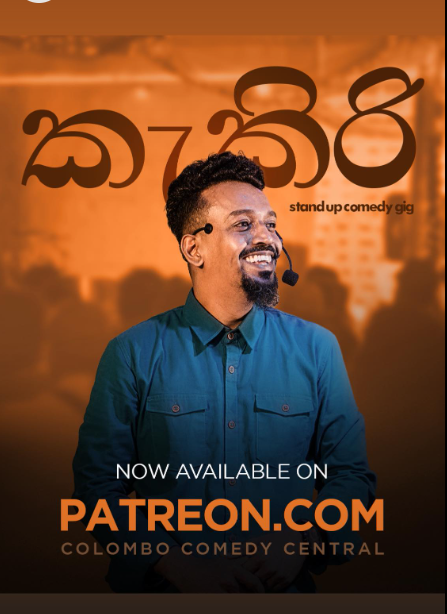 කැකිරි
stand up comedy gig
NOW AVAILABLE ON
PATREON.COM
COLOMBO COMEDY CENTRAL